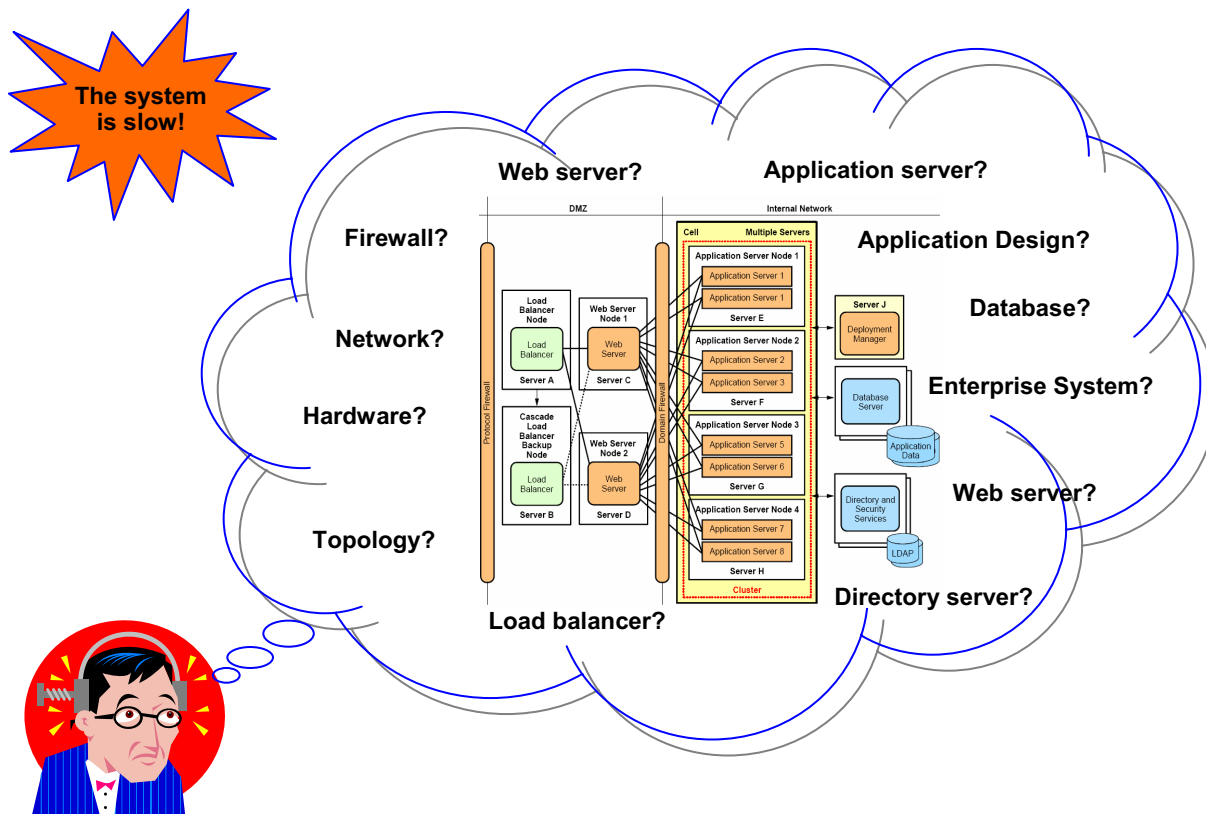 The system
is slow!
Web server?
Application server?
Firewall?
Application Design?
Network?
Database?
Hardware?
Enterprise System?
Topology?
Web server?
Load balancer?
Directory server?
DMZ
Internal Network
Protocol Firewall
Load
Balancer
Node
Load
Balancer
Server A
Cascade
Load
Balancer
Backup
Node
Load
Balancer
Server B
Web Server
Node 1
Web
Server
Server C
Web Server
Node 2
Web
Server
Server D
Domain Firewall
Cell
Multiple Servers
Application Server Node 1
Application Server 1
Application Server 1
Server E
Application Server Node 2
Application Server 2
Application Server 3
Server F
Application Server Node 3
Application Server 5
Application Server 6
Server G
Application Server Node 4
Application Server 7
Application Server 8
Server H
Cluster
Server J
Deployment
Manager
Database
Server
Application
Data
Directory and
Security
Services
LDAP